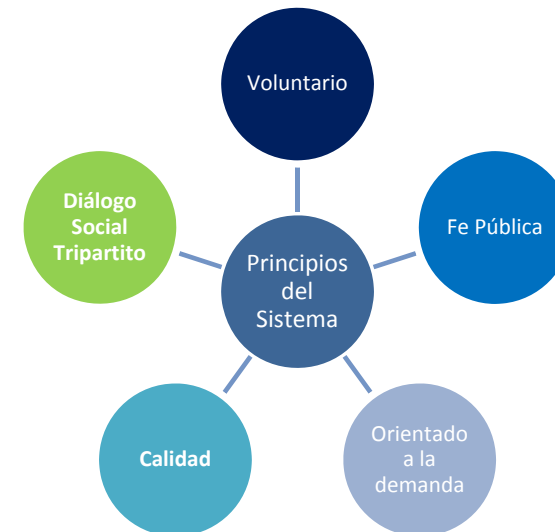 Voluntario
Fe Pública
Orientado
a la
demanda
Calidad
Diálogo
Social
Tripartito
Principios
del
Sistema